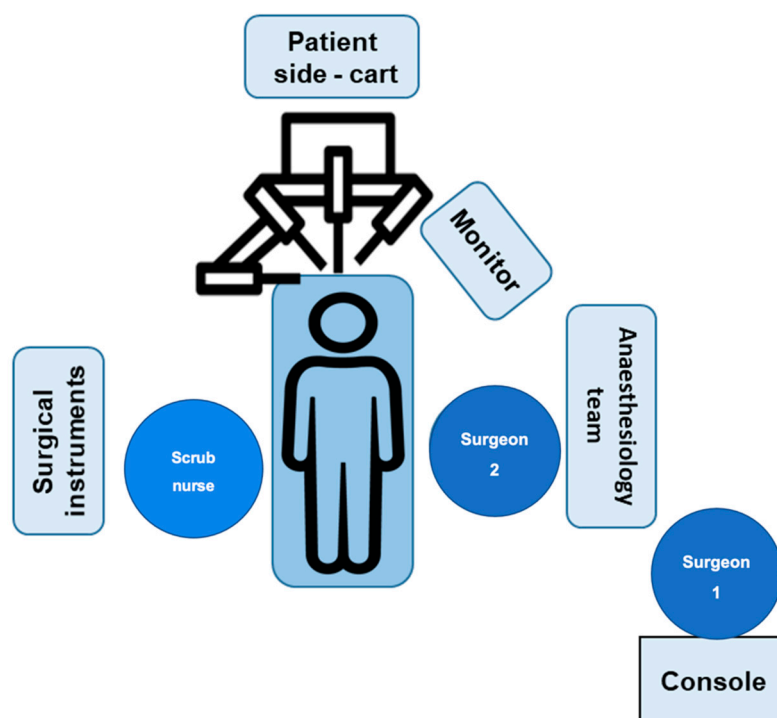 Patient
side - cart
Monitor
Anaesthesiology
team
Surgical
instruments
Scrub
nurse
Surgeon
2
Surgeon
1
Console